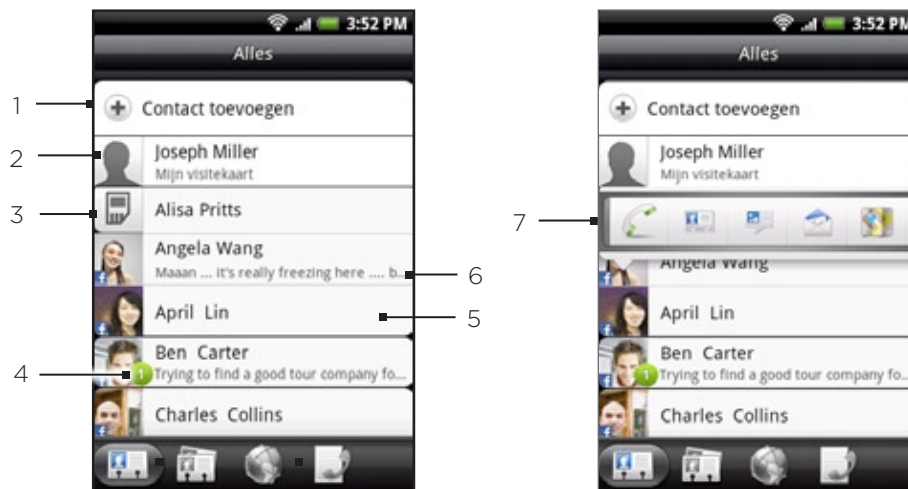 3:52 PM
Alles
1
Contact toevoegen
2
Joseph Miller
Mijn visitekaart
3
Alisa Pritts
Angela Wang
Maaan ... it's really freezing here .... b...
6
April Lin
5
4
Ben Carter
1
Trying to find a good tour company fo...
Charles Collins
3:52 PM
Alles
Contact toevoegen
Joseph Miller
Mijn visitekaart
7
Angela Wang
April Lin
Ben Carter
1
Trying to find a good tour company fo..
Charles Collins